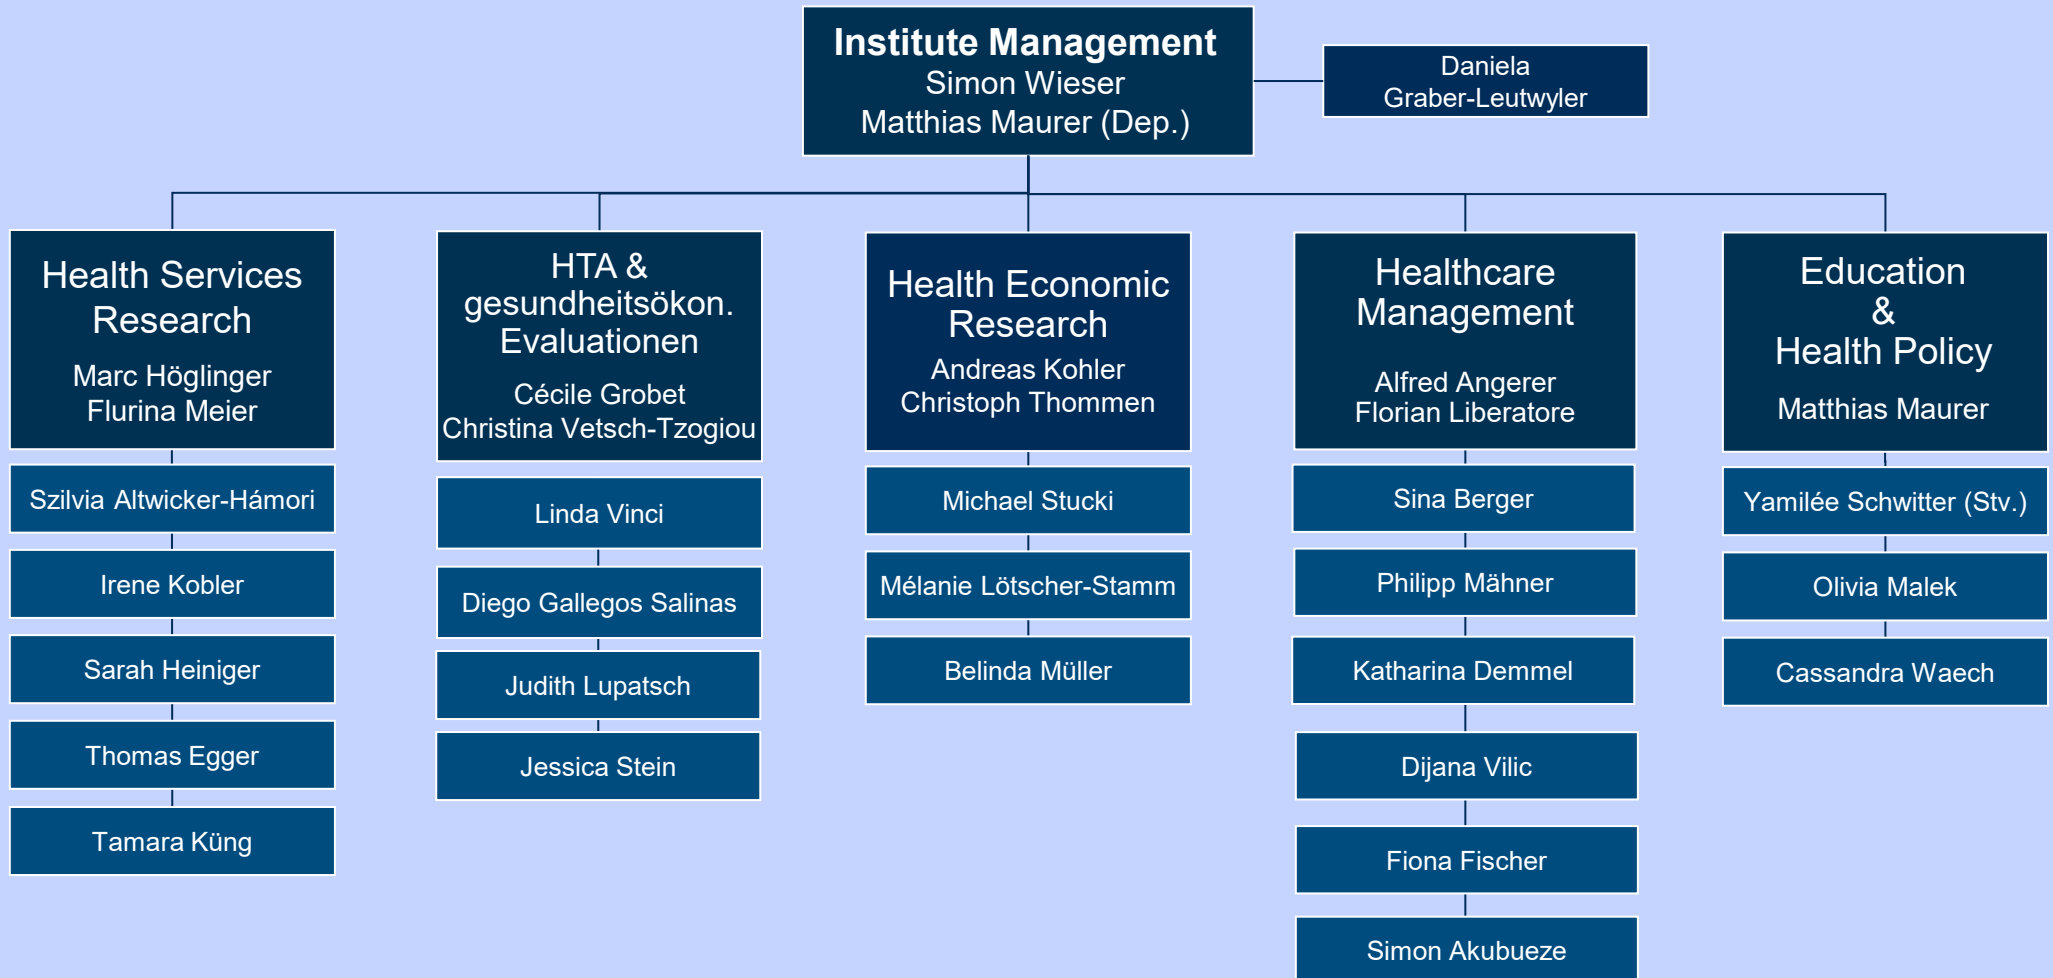 Institute Management
Simon Wieser
Matthias Maurer (Dep.)
Daniela
Graber-Leutwyler
Health Services
Research
Marc Höglinger
Flurina Meier
Szilvia Altwicker-Hámori
Irene Kobler
Sarah Heiniger
Thomas Egger
Tamara Küng
HTA &
gesundheitsökon.
Evaluationen
Cécile Grobet
Christina Vetsch-Tzogiou
Linda Vinci
Diego Gallegos Salinas
Judith Lupatsch
Jessica Stein
Health Economic
Research
Andreas Kohler
Christoph Thommen
Michael Stucki
Mélanie Lötscher-Stamm
Belinda Müller
Healthcare
Management
Alfred Angerer
Florian Liberatore
Sina Berger
Philipp Mähner
Katharina Demmel
Dijana Vilic
Fiona Fischer
Simon Akubueze
Education
&
Health Policy
Matthias Maurer
Yamilée Schwitter (Stv.)
Olivia Malek
Cassandra Waech